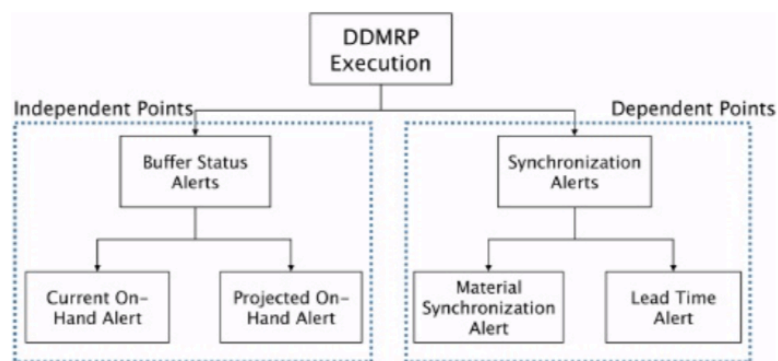 DDMRP
Execution
Independent Points
Dependent Points
Buffer Status
Alerts
Synchronization
Alerts
Current On-
Hand Alert
Projected On-
Hand Alert
Material
Synchronization
Alert
Lead Time
Alert